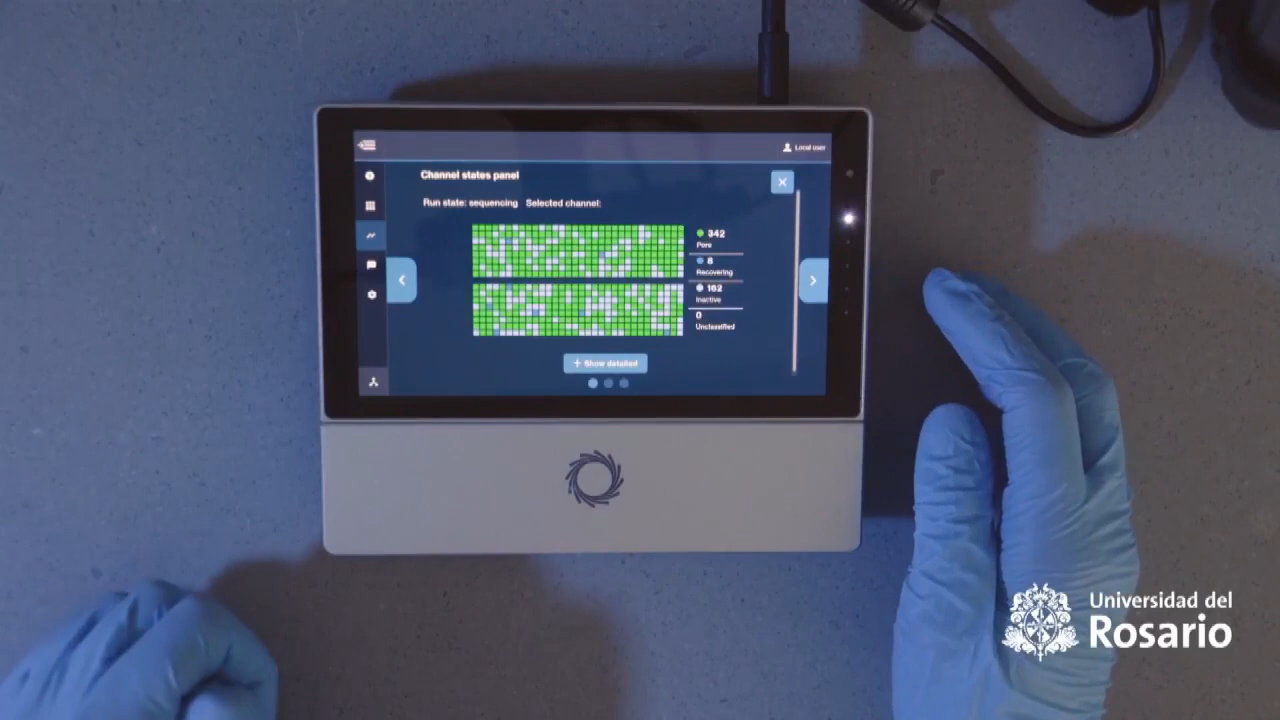 Local user
Channel states panel
Run state: sequencing Selected channel:
342
Pore
8
Recovering
162
Inactive
0
Unclassified
+ Show detailed
Universidad del
Rosario